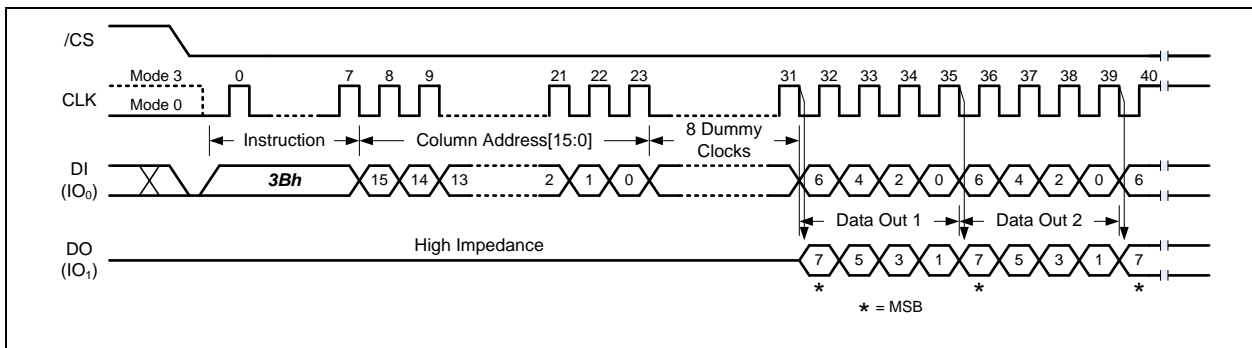 /CS
Mode 3 0 7 8 9 21 22 23 31 32 33 34 35 36 37 38 39 40
CLK Mode 0
Instruction Column Address[15:0] 8 Dummy Clocks
DI (IO0) 3Bh 15 14 13 2 1 0 6 4 2 0 6 4 2 0 6
Data Out 1 Data Out 2
DO (IO1) High Impedance 7 5 3 1 7 5 3 1 7
* * *
* = MSB